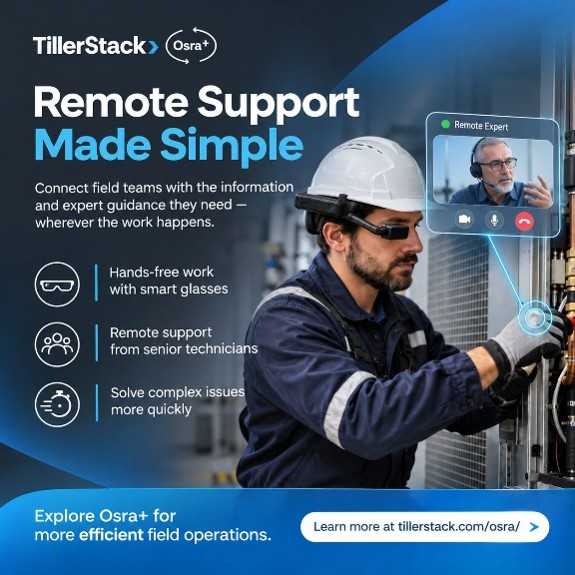 TillerStack Osra+
Remote Support
Made Simple
Connect field teams with the information
and expert guidance they need —
wherever the work happens.
Remote Expert
Hands-free work
with smart glasses
Remote support
from senior technicians
Solve complex issues
more quickly
Explore Osra+ for
more efficient field operations.
Learn more at tillerstack.com/osra/